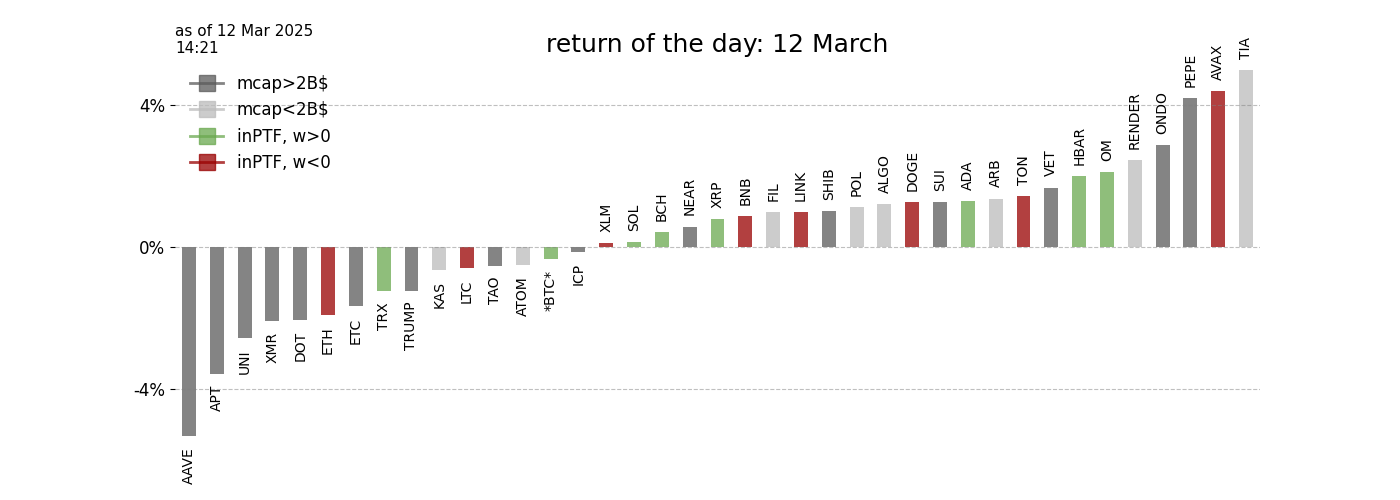 as of 12 Mar 2025
14:21
return of the day: 12 March
mcap>2B$
mcap<2B$
inPTF, w>0
inPTF, w<0
4%
0%
-4%
AAVE
APT
UNI
XMR
DOT
ETH
ETC
TRX
TRUMP
KAS
LTC
TAO
ATOM
*BTC*
ICP
XLM
SOL
BCH
NEAR
XRP
BNB
FIL
LINK
SHIB
POL
ALGO
DOGE
SUI
ADA
ARB
TON
VET
HBAR
OM
RENDER
ONDO
PEPE
AVAX
TIA